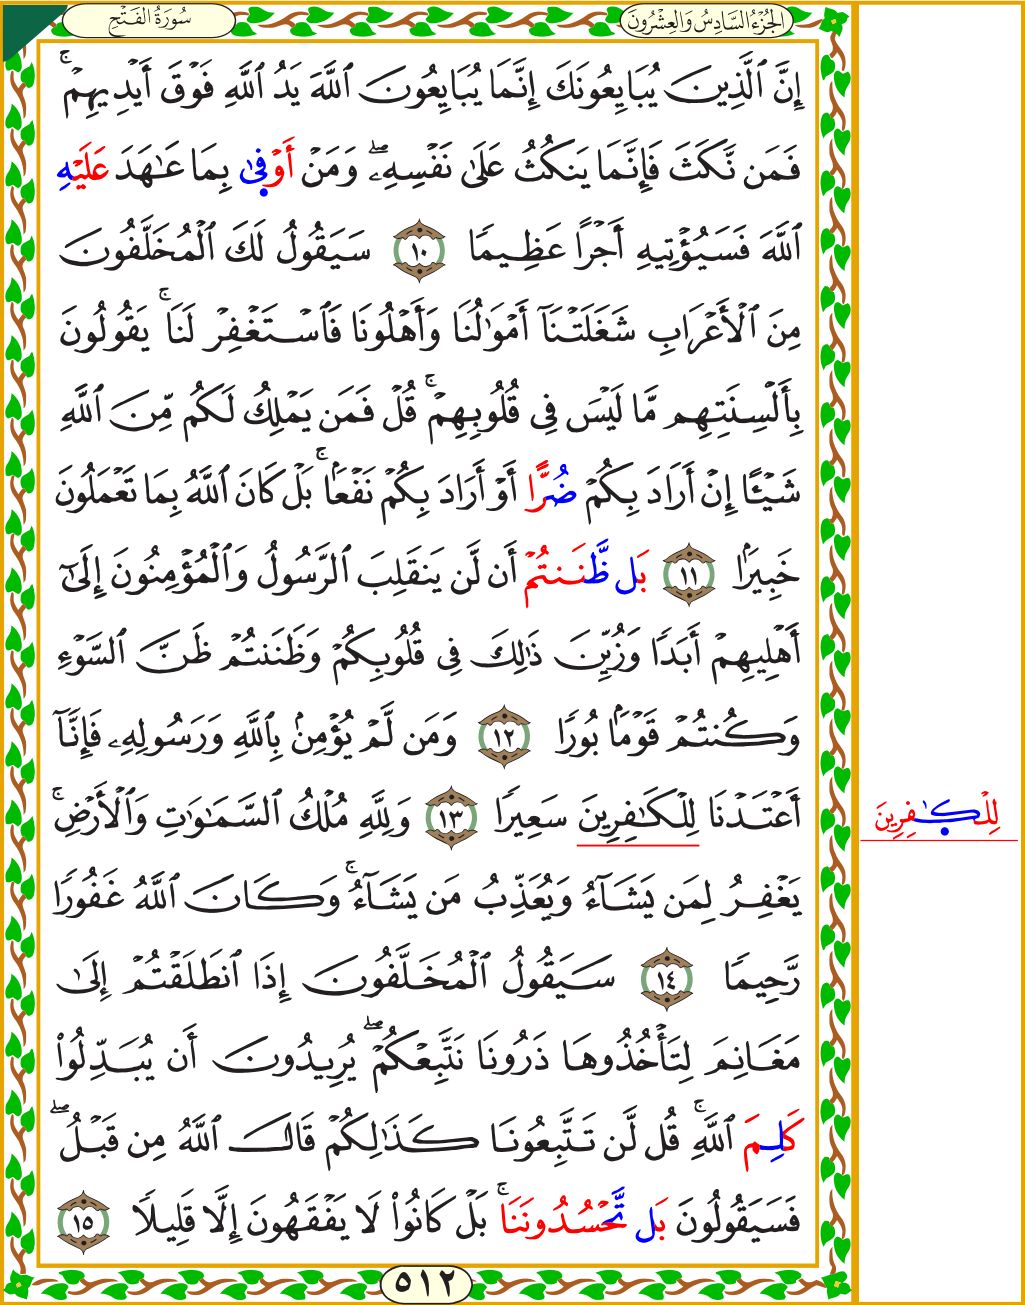 سُورَةُ الفَتْحِ
الجُزْءُ السَّادِسُ وَالعِشْرُونَ
إِنَّ ٱلَّذِينَ يُبَايِعُونَكَ إِنَّمَا يُبَايِعُونَ ٱللَّهَ يَدُ ٱللَّهِ فَوْقَ أَيْدِيهِمْ ۚ
فَمَن نَّكَثَ فَإِنَّمَا يَنكُثُ عَلَىٰ نَفْسِهِۦ ۖ وَمَنْ أَوْفِىٰ بِمَا عَـٰهَدَ عَلَيْهِ
ٱللَّهَ فَسَيُؤْتِيهِ أَجْرًا عَظِيمًا ١٠ سَيَقُولُ لَكَ ٱلْمُخَلَّفُونَ
مِنَ ٱلْأَعْرَابِ شَغَلَتْنَآ أَمْوَٰلُنَا وَأَهْلُونَا فَٱسْتَغْفِرْ لَنَا ۚ يَقُولُونَ
بِأَلْسِنَتِهِم مَّا لَيْسَ فِى قُلُوبِهِمْ ۚ قُلْ فَمَن يَمْلِكُ لَكُم مِّنَ ٱللَّهِ
شَيْـًٔا إِنْ أَرَادَ بِكُمْ ضُرًّا أَوْ أَرَادَ بِكُمْ نَفْعًۢا ۚ بَلْ كَانَ ٱللَّهُ بِمَا تَعْمَلُونَ
خَبِيرًۢا ١١ بَل ظَّنَنتُمْ أَن لَّن يَنقَلِبَ ٱلرَّسُولُ وَٱلْمُؤْمِنُونَ إِلَىٰٓ
أَهْلِيهِمْ أَبَدًا وَزُيِّنَ ذَٰلِكَ فِى قُلُوبِكُمْ وَظَنَنتُمْ ظَنَّ ٱلسَّوْءِ
وَكُنتُمْ قَوْمًۢا بُورًا ١٢ وَمَن لَّمْ يُؤْمِنۢ بِٱللَّهِ وَرَسُولِهِۦ فَإِنَّآ
أَعْتَدْنَا لِلْكَـٰفِرِينَ سَعِيرًا ١٣ وَلِلَّهِ مُلْكُ ٱلسَّمَـٰوَٰتِ وَٱلْأَرْضِ ۚ
لِلْكِـٰفِرِينَ
يَغْفِرُ لِمَن يَشَآءُ وَيُعَذِّبُ مَن يَشَآءُ ۚ وَكَانَ ٱللَّهُ غَفُورًا
رَّحِيمًا ١٤ سَيَقُولُ ٱلْمُخَلَّفُونَ إِذَا ٱنطَلَقْتُمْ إِلَىٰ
مَغَانِمَ لِتَأْخُذُوهَا ذَرُونَا نَتَّبِعْكُمْ ۖ يُرِيدُونَ أَن يُبَدِّلُوا۟
كَلِمَ ٱللَّهِ ۚ قُل لَّن تَتَّبِعُونَا كَذَٰلِكُمْ قَالَ ٱللَّهُ مِن قَبْلُ ۖ
فَسَيَقُولُونَ بَل تَّحْسُدُونَنَا ۚ بَلْ كَانُوا۟ لَا يَفْقَهُونَ إِلَّا قَلِيلًا ١٥
٥١٢